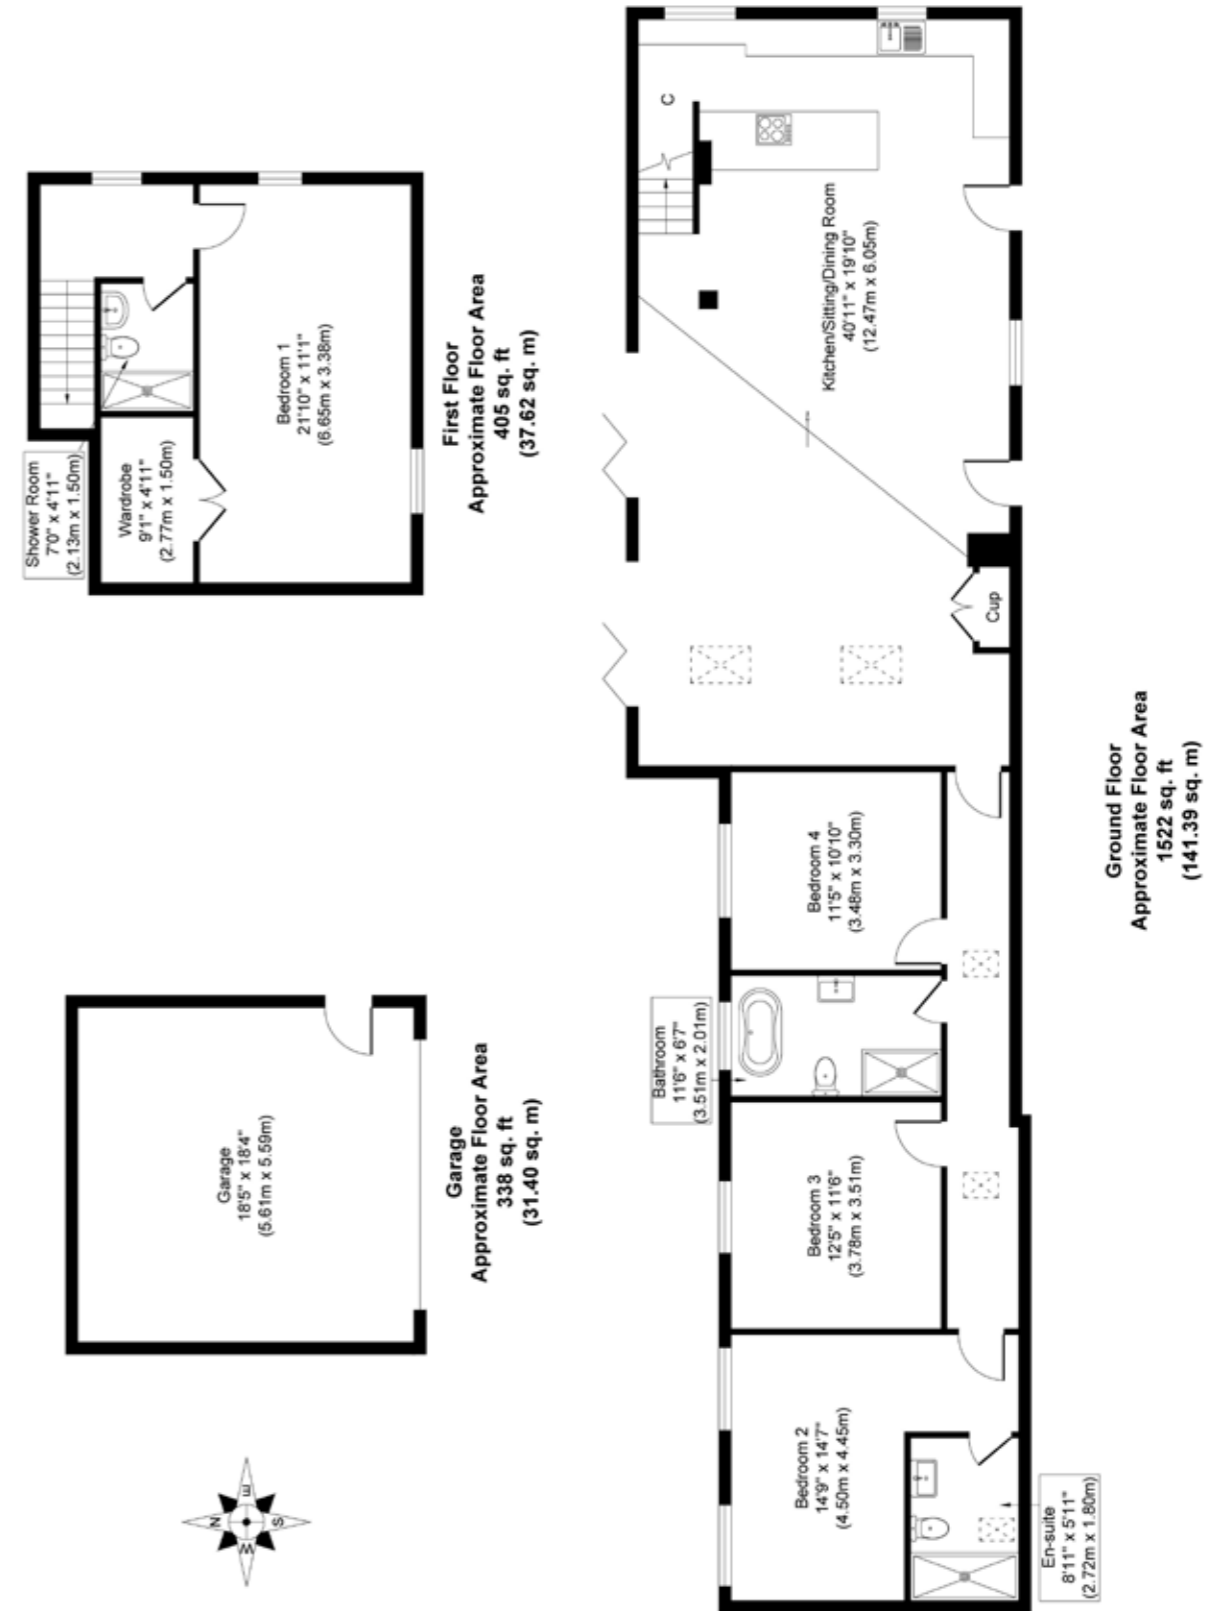 Shower Room
7'0" x 4'11"
(2.13m x 1.50m)
Wardrobe
9'1" x 4'11"
(2.77m x 1.50m)
Bedroom 1
21'10" x 11'1"
(6.65m x 3.38m)
First Floor
Approximate Floor Area
405 sq. ft
(37.62 sq. m)
Garage
18'5" x 18'4"
(5.61m x 5.59m)
Garage
Approximate Floor Area
338 sq. ft
(31.40 sq. m)
N
E
S
W
C
Kitchen/Sitting/Dining Room
40'11" x 19'10"
(12.47m x 6.05m)
Cup
Bedroom 4
11'5" x 10'10"
(3.48m x 3.30m)
Bathroom
11'6" x 6'7"
(3.51m x 2.01m)
Bedroom 3
12'5" x 11'6"
(3.78m x 3.51m)
Bedroom 2
14'9" x 14'7"
(4.50m x 4.45m)
En-suite
8'11" x 5'11"
(2.72m x 1.80m)
Ground Floor
Approximate Floor Area
1522 sq. ft
(141.39 sq. m)